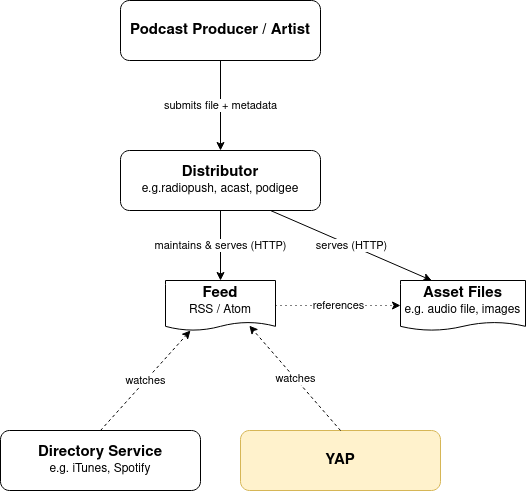 Podcast Producer / Artist
submits file + metadata
Distributor
e.g.radiopush, acast, podigee
maintains & serves (HTTP)
serves (HTTP)
Feed
RSS / Atom
references
Asset Files
e.g. audio file, images
watches
watches
Directory Service
e.g. iTunes, Spotify
YAP